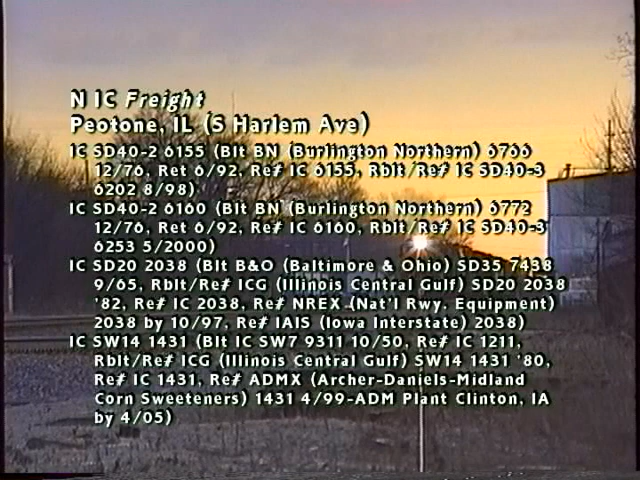 N IC Freight
Peotone, IL (S Harlem Ave)
IC SD40-2 6155 (Blt BN (Burlington Northern) 6766
12/76, Ret 6/92, Re# IC 6155, Rblt/Re# IC SD40-3
6202 8/98)
IC SD40-2 6160 (Blt BN (Burlington Northern) 6772
12/76, Ret 6/92, Re# IC 6160, Rblt/Re# IC SD40-3
6253 5/2000)
IC SD20 2038 (Blt B&O (Baltimore & Ohio) SD35 7438
9/65, Rblt/Re# ICG (Illinois Central Gulf) SD20 2038
'82, Re# IC 2038, Re# NREX (Nat'l Rwy. Equipment)
2038 by 10/97, Re# IAIS (Iowa Interstate) 2038)
IC SW14 1431 (Blt IC SW7 9311 10/50, Re# IC 1211,
Rblt/Re# ICG (Illinois Central Gulf) SW14 1431 '80,
Re# IC 1431, Re# ADMX (Archer-Daniels-Midland
Corn Sweeteners) 1431 4/99-ADM Plant Clinton, IA
by 4/05)